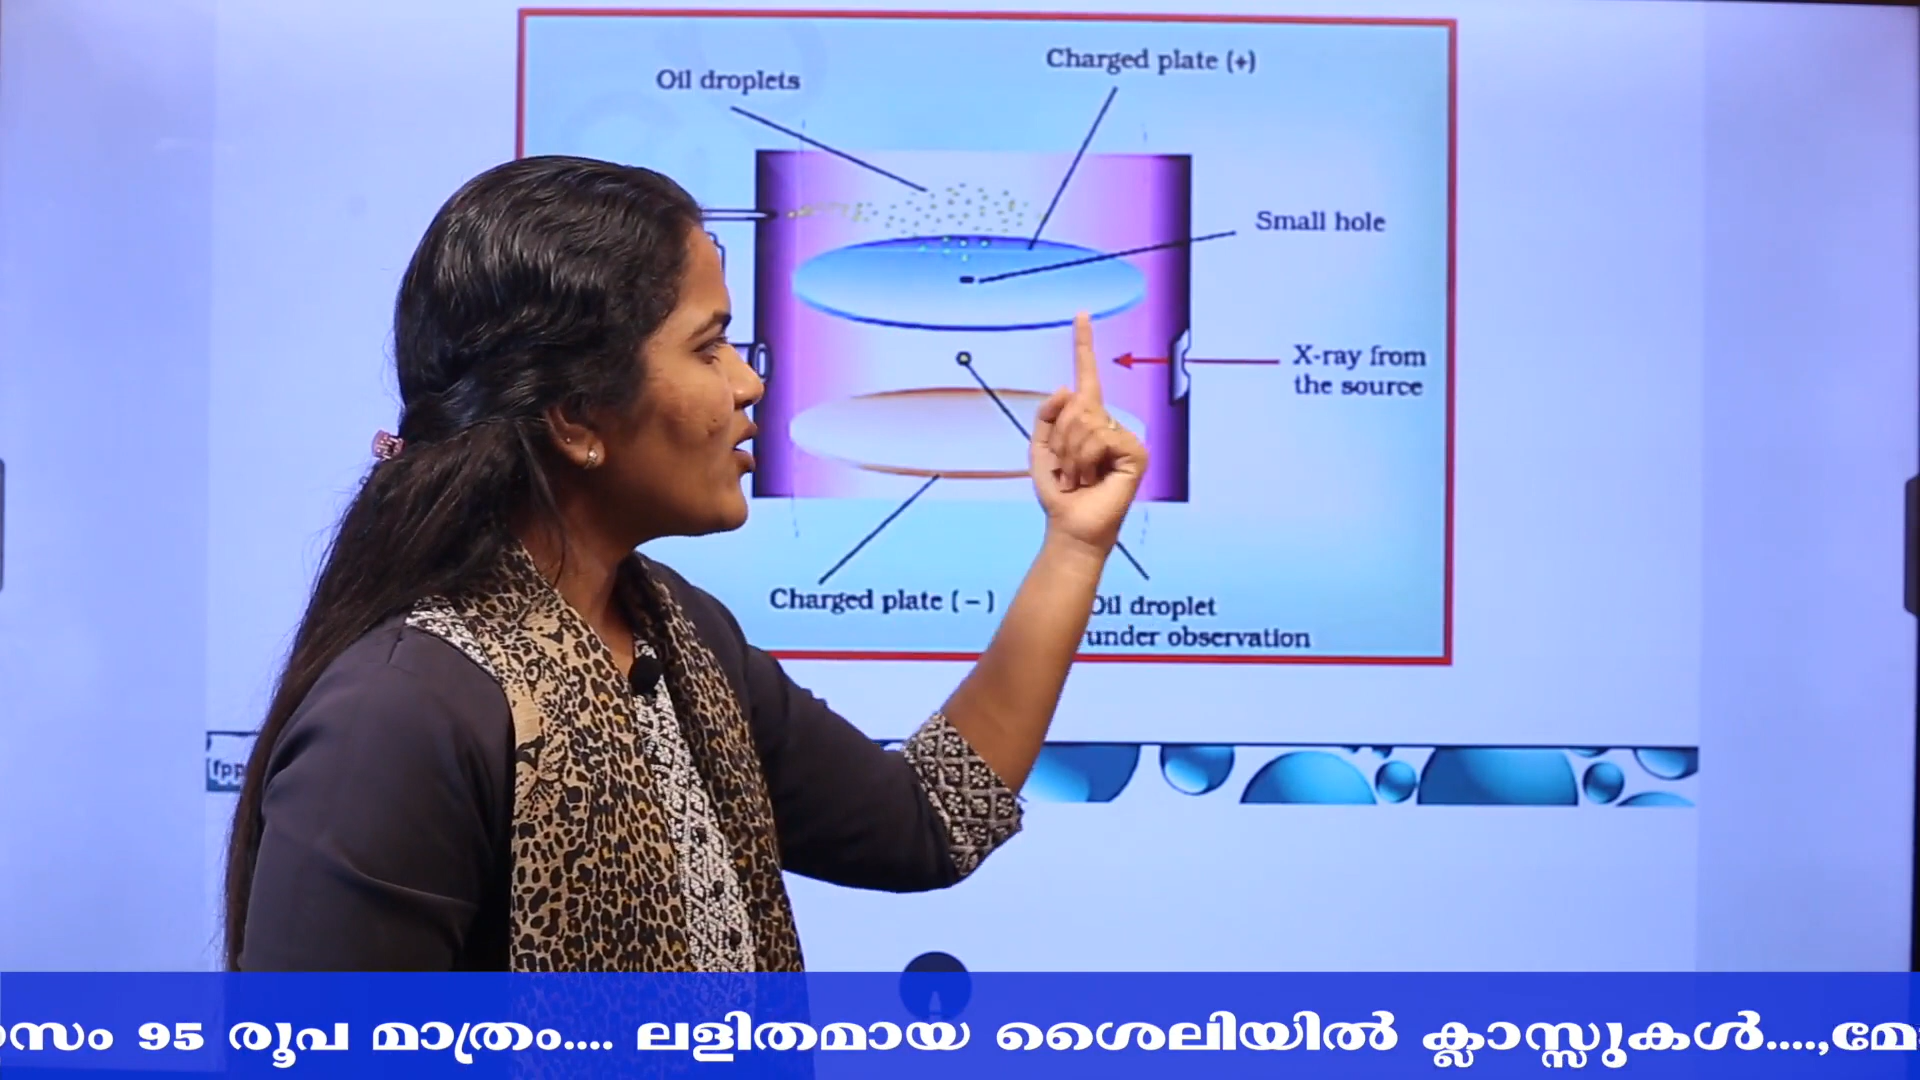 Oil droplets
Charged plate (+)
Small hole
X-ray from
the source
Charged plate (-)
Oil droplet
under observation
95 രൂപ മാത്രം.... ലളിതമായ ശൈലിയിൽ ക്ലാസ്സുകൾ....,